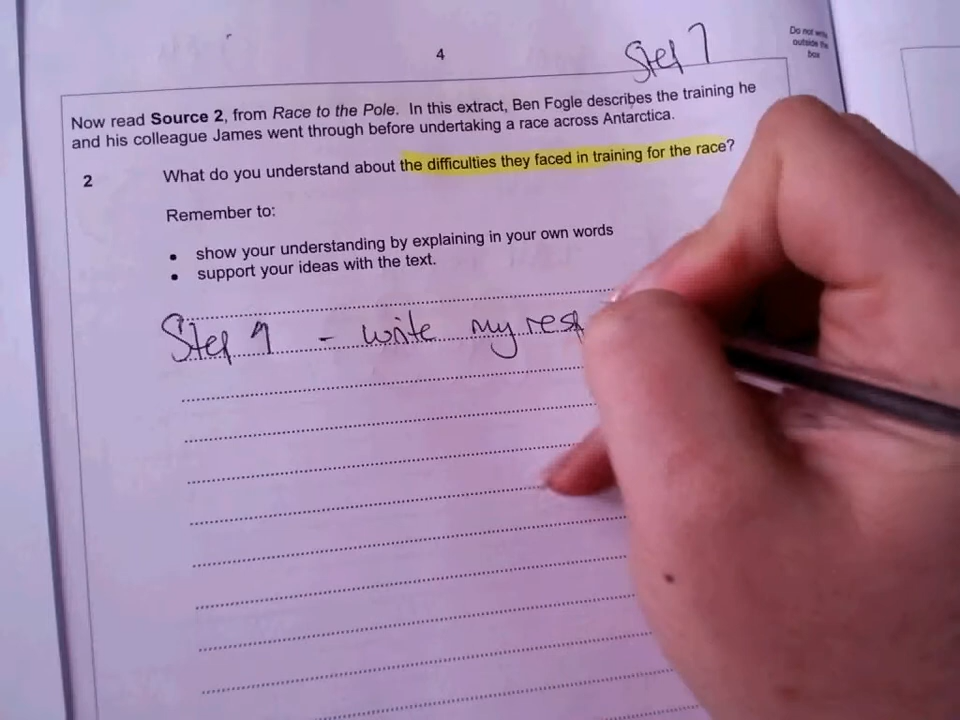 4
Step 7
Do not write
outside the
box
Now read Source 2, from Race to the Pole. In this extract, Ben Fogle describes the training he
and his colleague James went through before undertaking a race across Antarctica.
2
What do you understand about the difficulties they faced in training for the race?
Remember to:
• show your understanding by explaining in your own words
• support your ideas with the text.
Step 9 - write my resp